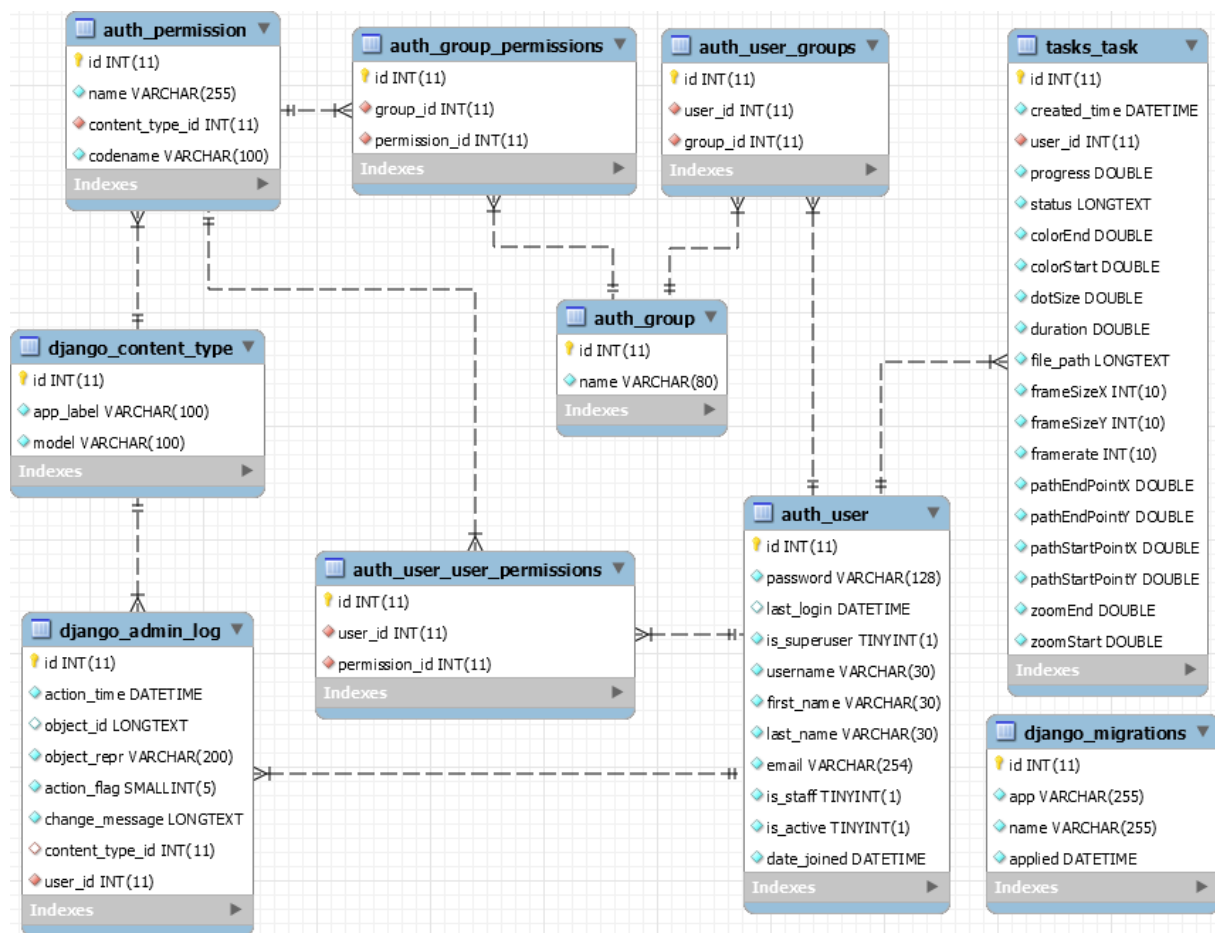 auth_permission
id INT(11)
name VARCHAR(255)
content_type_id INT(11)
codename VARCHAR(100)
Indexes
auth_group_permissions
id INT(11)
group_id INT(11)
permission_id INT(11)
Indexes
auth_user_groups
id INT(11)
user_id INT(11)
group_id INT(11)
Indexes
tasks_task
id INT(11)
created_time DATETIME
user_id INT(11)
progress DOUBLE
status LONGTEXT
colorEnd DOUBLE
colorStart DOUBLE
dotSize DOUBLE
duration DOUBLE
file_path LONGTEXT
frameSizeX INT(10)
frameSizeY INT(10)
framerate INT(10)
pathEndPointX DOUBLE
pathEndPointY DOUBLE
pathStartPointX DOUBLE
pathStartPointY DOUBLE
zoomEnd DOUBLE
zoomStart DOUBLE
Indexes
django_content_type
id INT(11)
app_label VARCHAR(100)
model VARCHAR(100)
Indexes
auth_group
id INT(11)
name VARCHAR(80)
Indexes
auth_user
id INT(11)
password VARCHAR(128)
last_login DATETIME
is_superuser TINYINT(1)
username VARCHAR(30)
first_name VARCHAR(30)
last_name VARCHAR(30)
email VARCHAR(254)
is_staff TINYINT(1)
is_active TINYINT(1)
date_joined DATETIME
Indexes
auth_user_user_permissions
id INT(11)
user_id INT(11)
permission_id INT(11)
Indexes
django_admin_log
id INT(11)
action_time DATETIME
object_id LONGTEXT
object_repr VARCHAR(200)
action_flag SMALLINT(5)
change_message LONGTEXT
content_type_id INT(11)
user_id INT(11)
Indexes
django_migrations
id INT(11)
app VARCHAR(255)
name VARCHAR(255)
applied DATETIME
Indexes